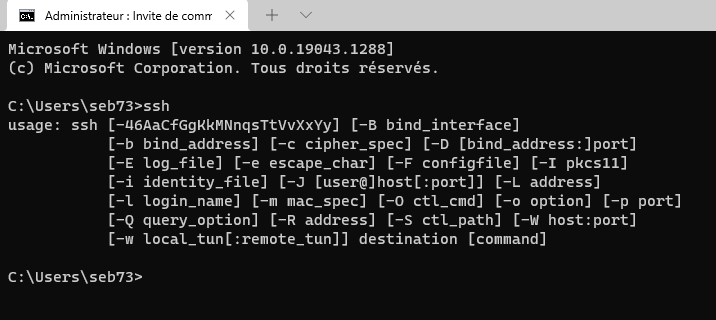 Administrateur : Invite de comm
Microsoft Windows [version 10.0.19043.1288]
(c) Microsoft Corporation. Tous droits réservés.
C:\Users\seb73>ssh
usage: ssh [-46AaCfGgKkMNnqsTtVvXxYy] [-B bind_interface]
           [-b bind_address] [-c cipher_spec] [-D [bind_address:]port]
           [-E log_file] [-e escape_char] [-F configfile] [-I pkcs11]
           [-i identity_file] [-J [user@]host[:port]] [-L address]
           [-l login_name] [-m mac_spec] [-O ctl_cmd] [-o option] [-p port]
           [-Q query_option] [-R address] [-S ctl_path] [-W host:port]
           [-w local_tun[:remote_tun]] destination [command]
C:\Users\seb73>